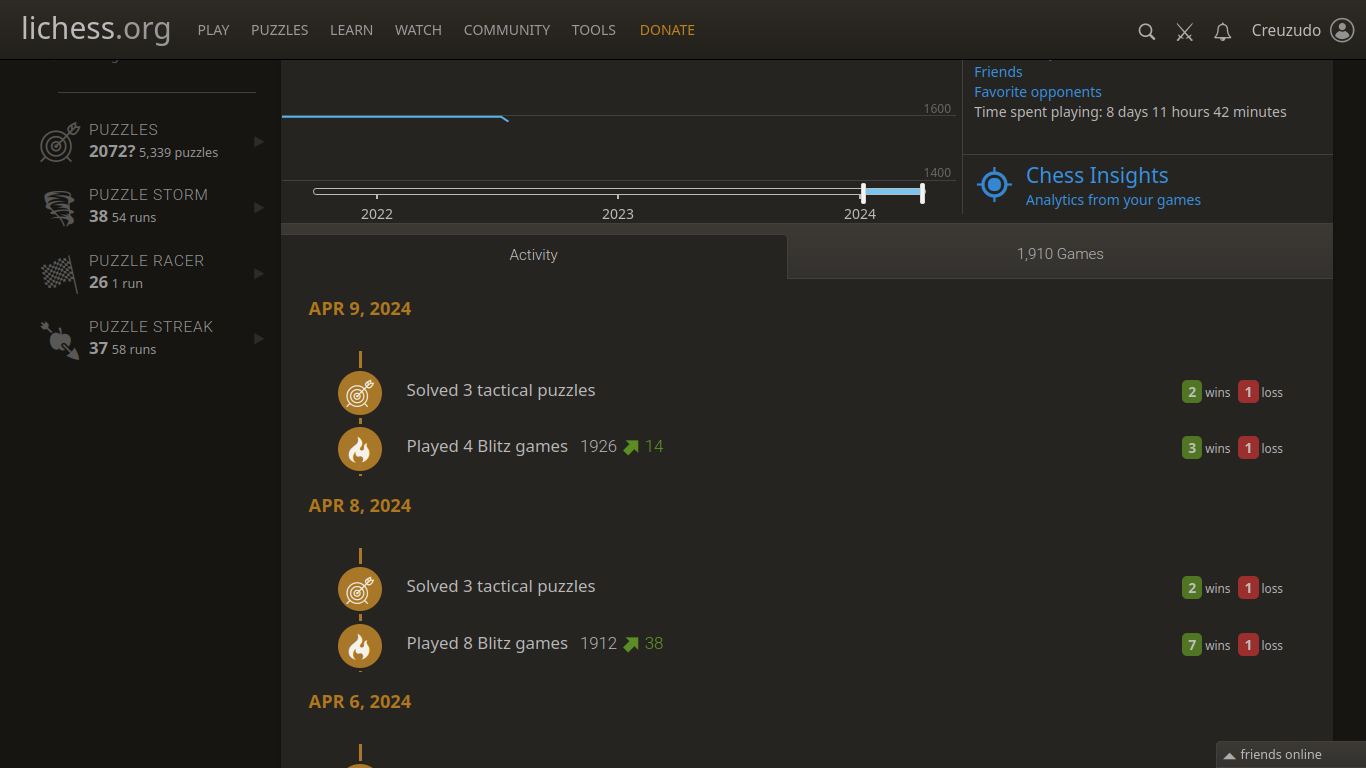 lichess.org PLAY PUZZLES LEARN WATCH COMMUNITY TOOLS DONATE Creuzudo
PUZZLES
2072? 5,339 puzzles
PUZZLE STORM
38 54 runs
PUZZLE RACER
26 1 run
PUZZLE STREAK
37 58 runs
1600
1400
2022 2023 2024
Friends
Favorite opponents
Time spent playing: 8 days 11 hours 42 minutes
Chess Insights
Analytics from your games
Activity 1,910 Games
APR 9, 2024
Solved 3 tactical puzzles 2 wins 1 loss
Played 4 Blitz games 1926 14 3 wins 1 loss
APR 8, 2024
Solved 3 tactical puzzles 2 wins 1 loss
Played 8 Blitz games 1912 38 7 wins 1 loss
APR 6, 2024
friends online